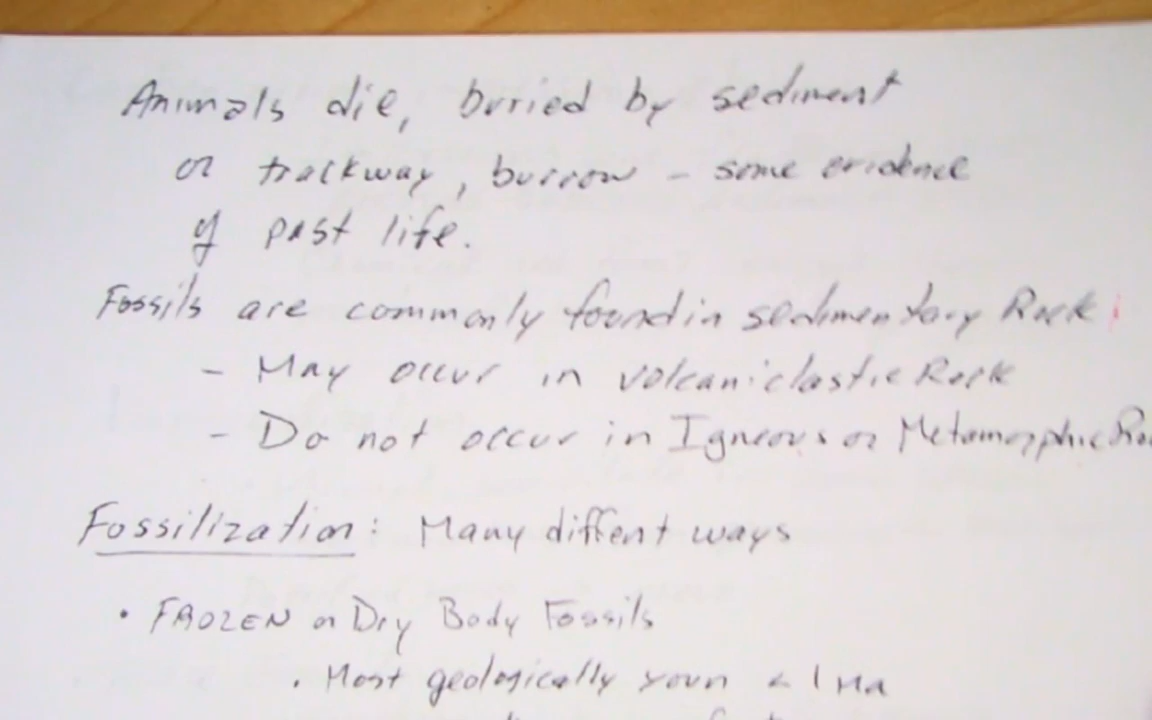 Animals die, buried by sediment
or trackway, burrow - some evidence
of past life.
Fossils are commonly found in sedimentary Rock
- May occur in volcaniclastic Rock
- Do not occur in Igneous or Metamorphic Ro
Fossilization: Many diffent ways
• FROZEN or Dry Body Fossils
. Most geologically youn < 1 Ma